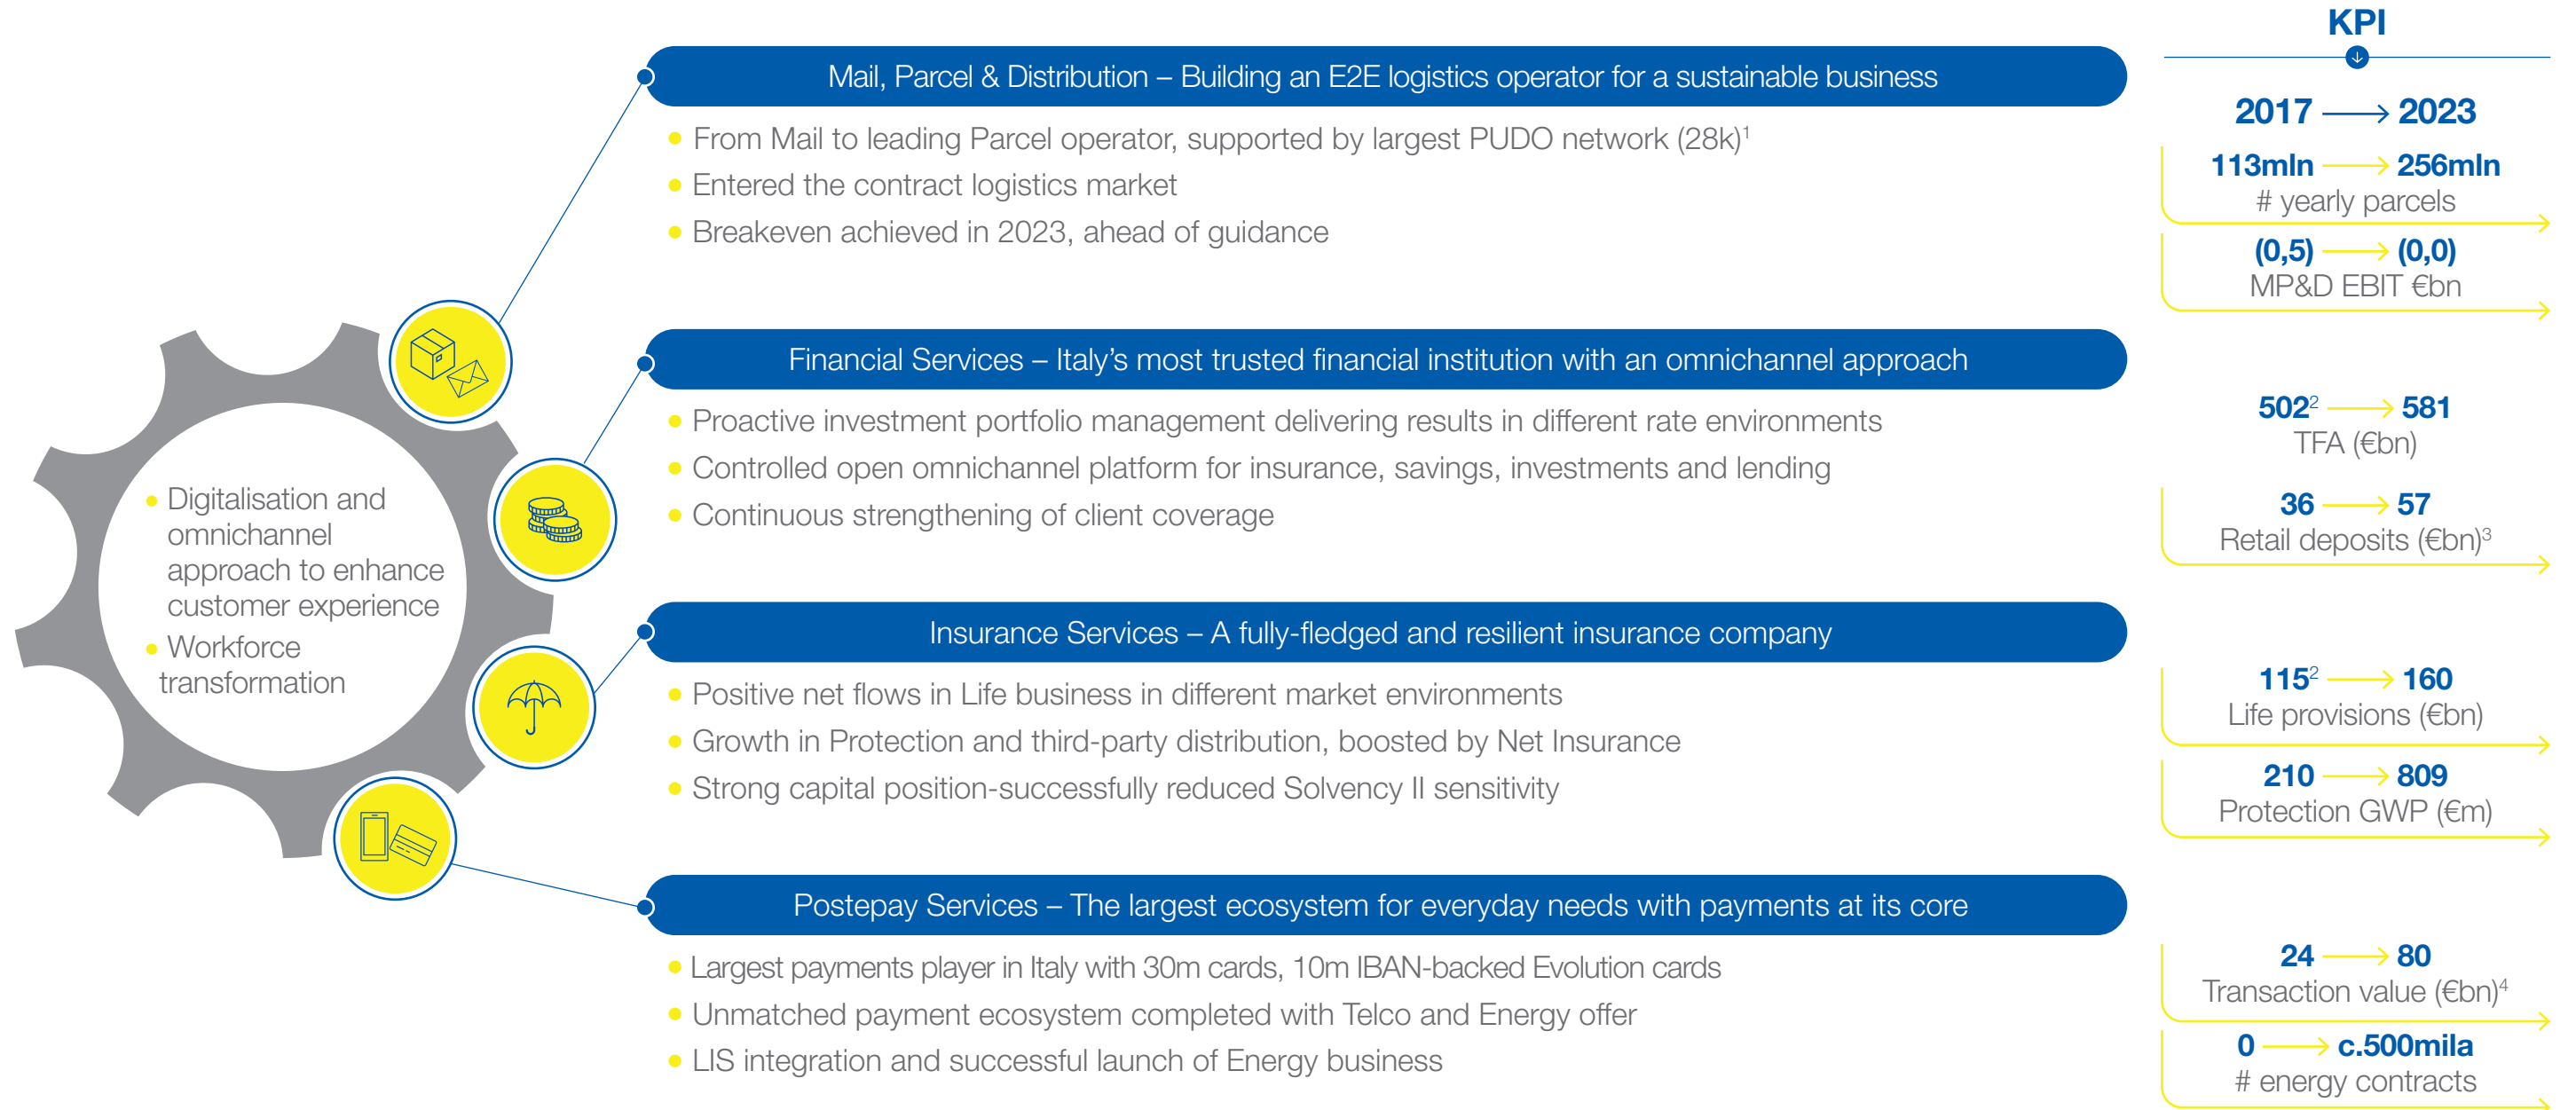 KPI
2017 2023
Mail, Parcel & Distribution – Building an E2E logistics operator for a sustainable business
From Mail to leading Parcel operator, supported by largest PUDO network (28k)¹
Entered the contract logistics market
Breakeven achieved in 2023, ahead of guidance
113mln 256mln
# yearly parcels
(0,5) (0,0)
MP&D EBIT €bn
Financial Services – Italy’s most trusted financial institution with an omnichannel approach
Proactive investment portfolio management delivering results in different rate environments
Controlled open omnichannel platform for insurance, savings, investments and lending
Continuous strengthening of client coverage
502² 581
TFA (€bn)
36 57
Retail deposits (€bn)³
Digitalisation and
omnichannel
approach to enhance
customer experience
Workforce
transformation
Insurance Services – A fully-fledged and resilient insurance company
Positive net flows in Life business in different market environments
Growth in Protection and third-party distribution, boosted by Net Insurance
Strong capital position-successfully reduced Solvency II sensitivity
115² 160
Life provisions (€bn)
210 809
Protection GWP (€m)
Postepay Services – The largest ecosystem for everyday needs with payments at its core
Largest payments player in Italy with 30m cards, 10m IBAN-backed Evolution cards
Unmatched payment ecosystem completed with Telco and Energy offer
LIS integration and successful launch of Energy business
24 80
Transaction value (€bn)⁴
0 c.500mila
# energy contracts